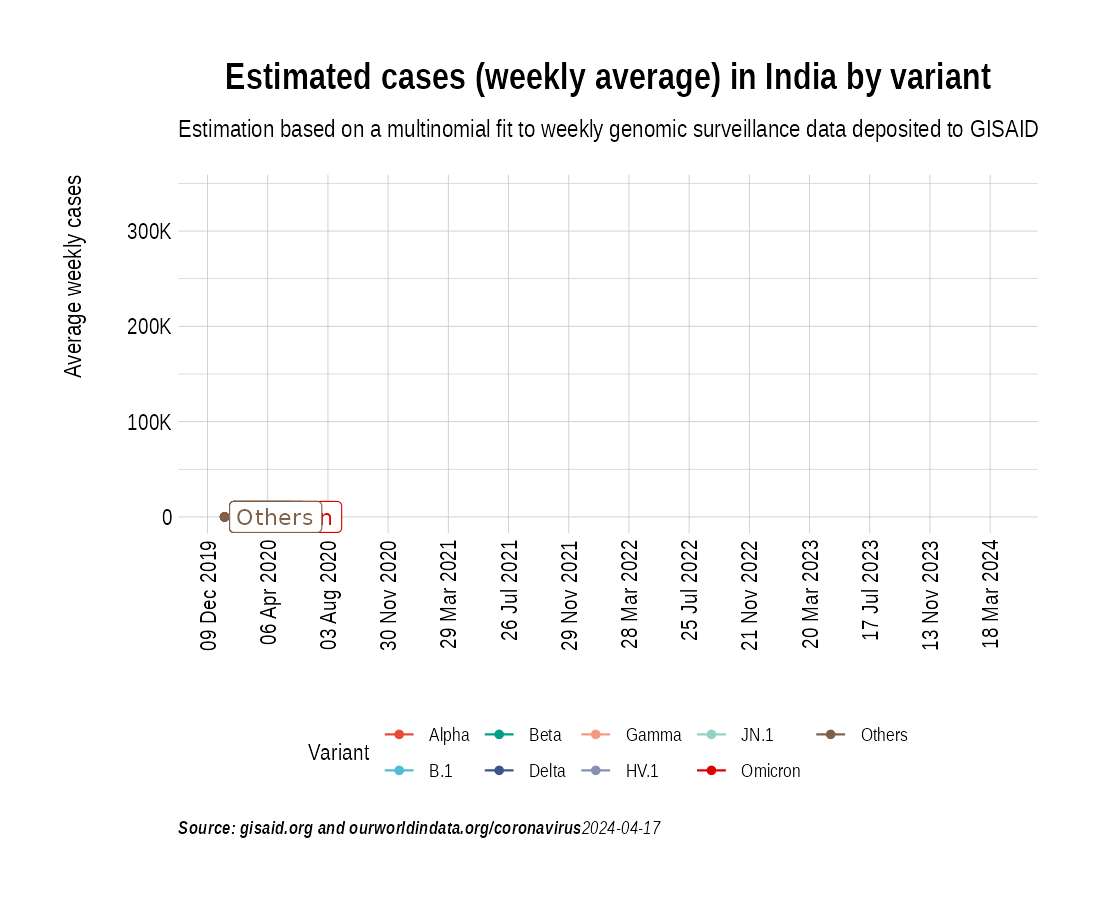 Estimated cases (weekly average) in India by variant
Estimation based on a multinomial fit to weekly genomic surveillance data deposited to GISAID
Average weekly cases
300K
200K
100K
0
Others
n
09 Dec 2019
06 Apr 2020
03 Aug 2020
30 Nov 2020
29 Mar 2021
26 Jul 2021
29 Nov 2021
28 Mar 2022
25 Jul 2022
21 Nov 2022
20 Mar 2023
17 Jul 2023
13 Nov 2023
18 Mar 2024
Variant
Alpha Beta Gamma JN.1 Others
B.1 Delta HV.1 Omicron
Source: gisaid.org and ourworldindata.org/coronavirus2024-04-17